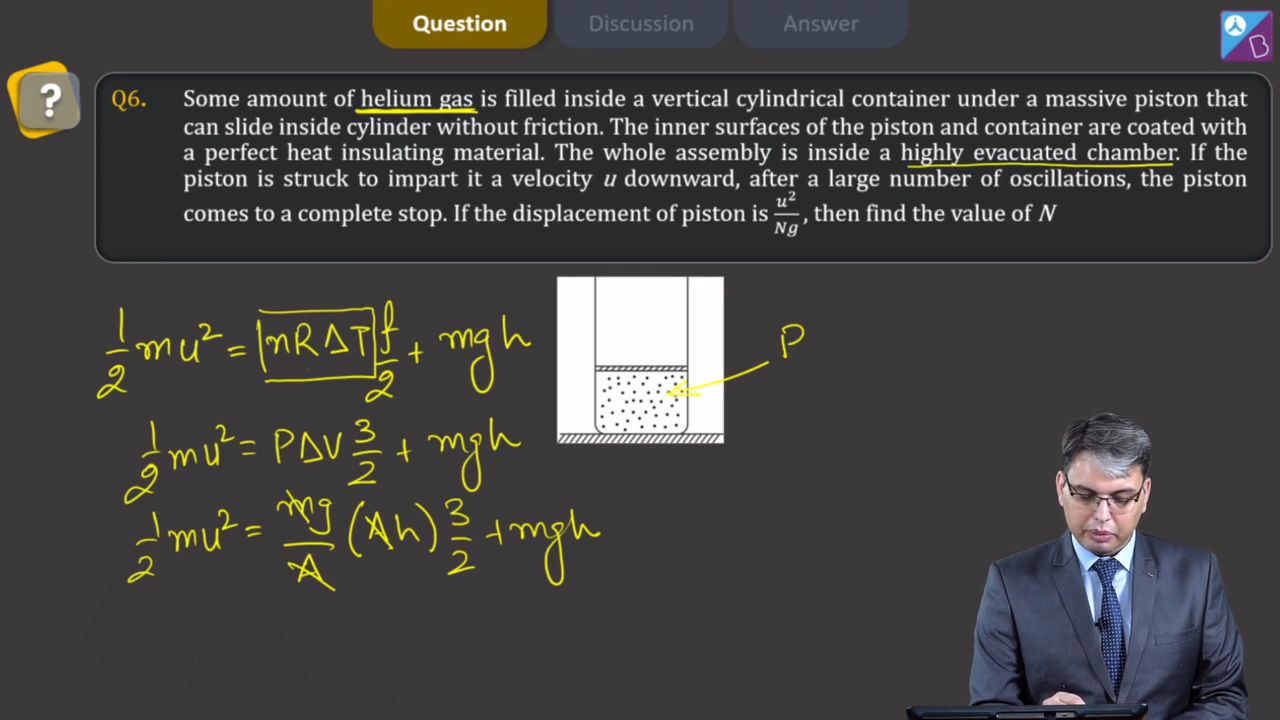 Question
Discussion
Answer
B
?
Q6. Some amount of helium gas is filled inside a vertical cylindrical container under a massive piston that
can slide inside cylinder without friction. The inner surfaces of the piston and container are coated with
a perfect heat insulating material. The whole assembly is inside a highly evacuated chamber. If the
piston is struck to impart it a velocity u downward, after a large number of oscillations, the piston
comes to a complete stop. If the displacement of piston is u²/Ng, then find the value of N
1/2 mu² = nRΔT f/2 + mgh
P
1/2 mu² = PΔV 3/2 + mgh
1/2 mu² = mg/A (Ah) 3/2 + mgh